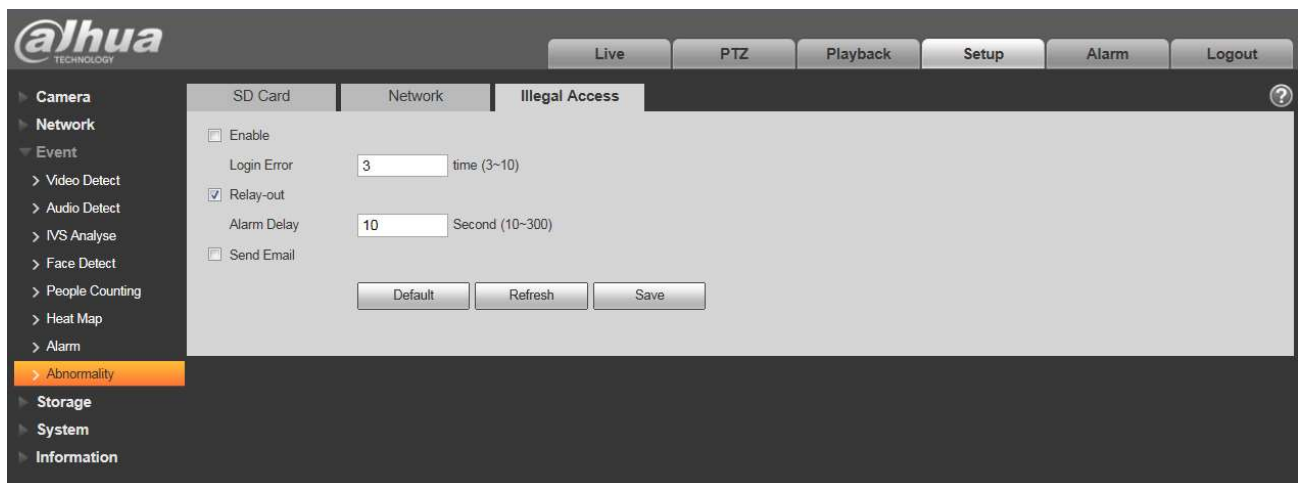 alhua
TECHNOLOGY
Live PTZ Playback Setup Alarm Logout
Camera
Network
Event
> Video Detect
> Audio Detect
> IVS Analyse
> Face Detect
> People Counting
> Heat Map
> Alarm
> Abnormality
Storage
System
Information
SD Card Network Illegal Access
?
Enable
Login Error 3 time (3~10)
Relay-out
Alarm Delay 10 Second (10~300)
Send Email
Default Refresh Save